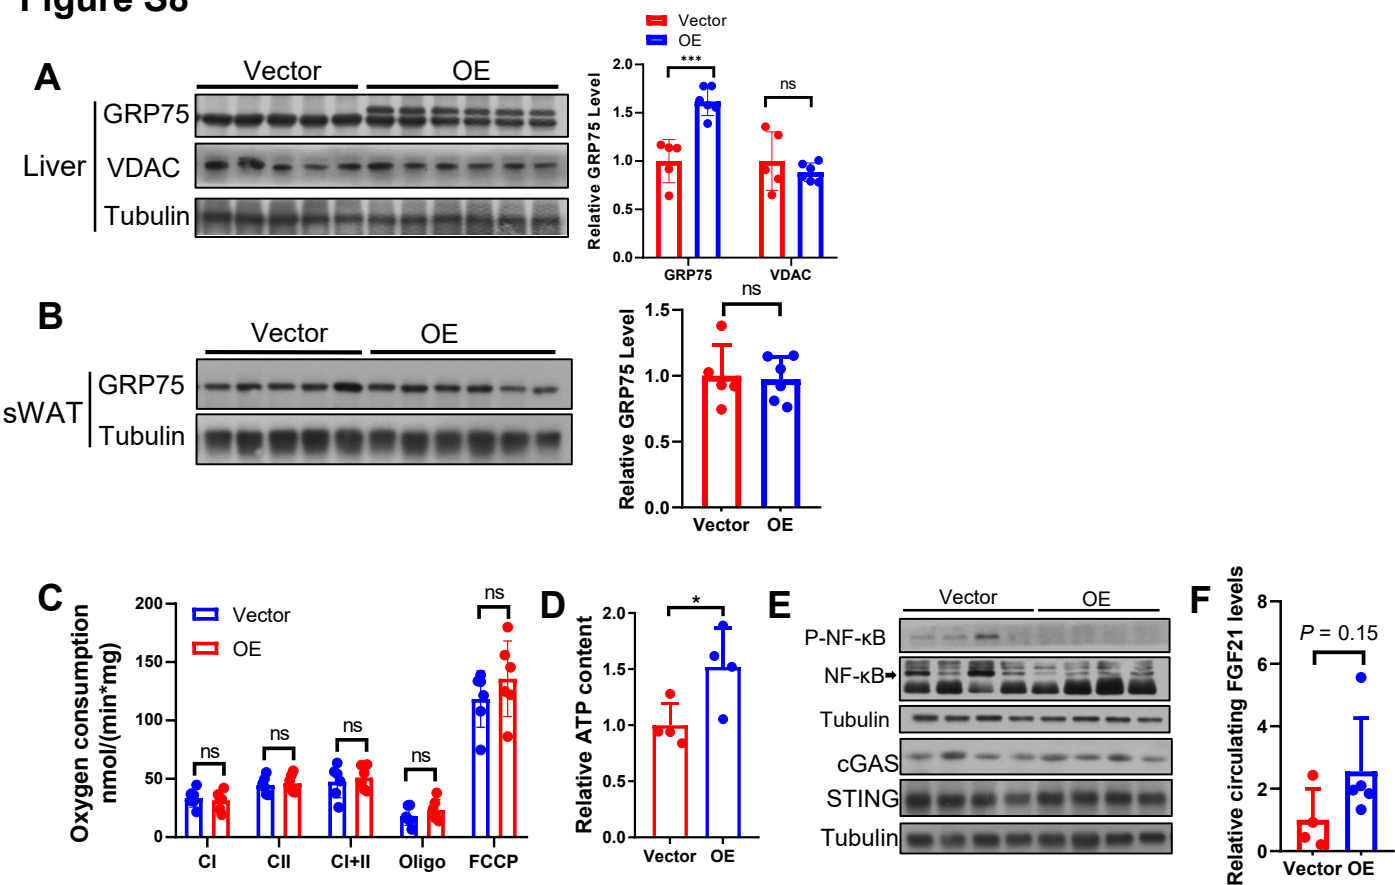 Figure S8
A
Vector OE
Liver
GRP75
VDAC
Tubulin
Vector
OE
Relative GRP75 Level
2.0
1.5
1.0
0.5
0.0
***
ns
GRP75 VDAC
B
Vector OE
sWAT
GRP75
Tubulin
Relative GRP75 Level
1.5
1.0
0.5
0.0
ns
Vector OE
C
Oxygen consumption
nmol/(min*mg)
200
150
100
50
0
Vector
OE
ns
ns
ns
ns
ns
CI CII CI+II Oligo FCCP
D
Relative ATP content
2.0
1.5
1.0
0.5
0.0
*
Vector OE
E
Vector OE
P-NF-κB
NF-κB
Tubulin
cGAS
STING
Tubulin
F
Relative circulating FGF21 levels
8
6
4
2
0
P = 0.15
Vector OE